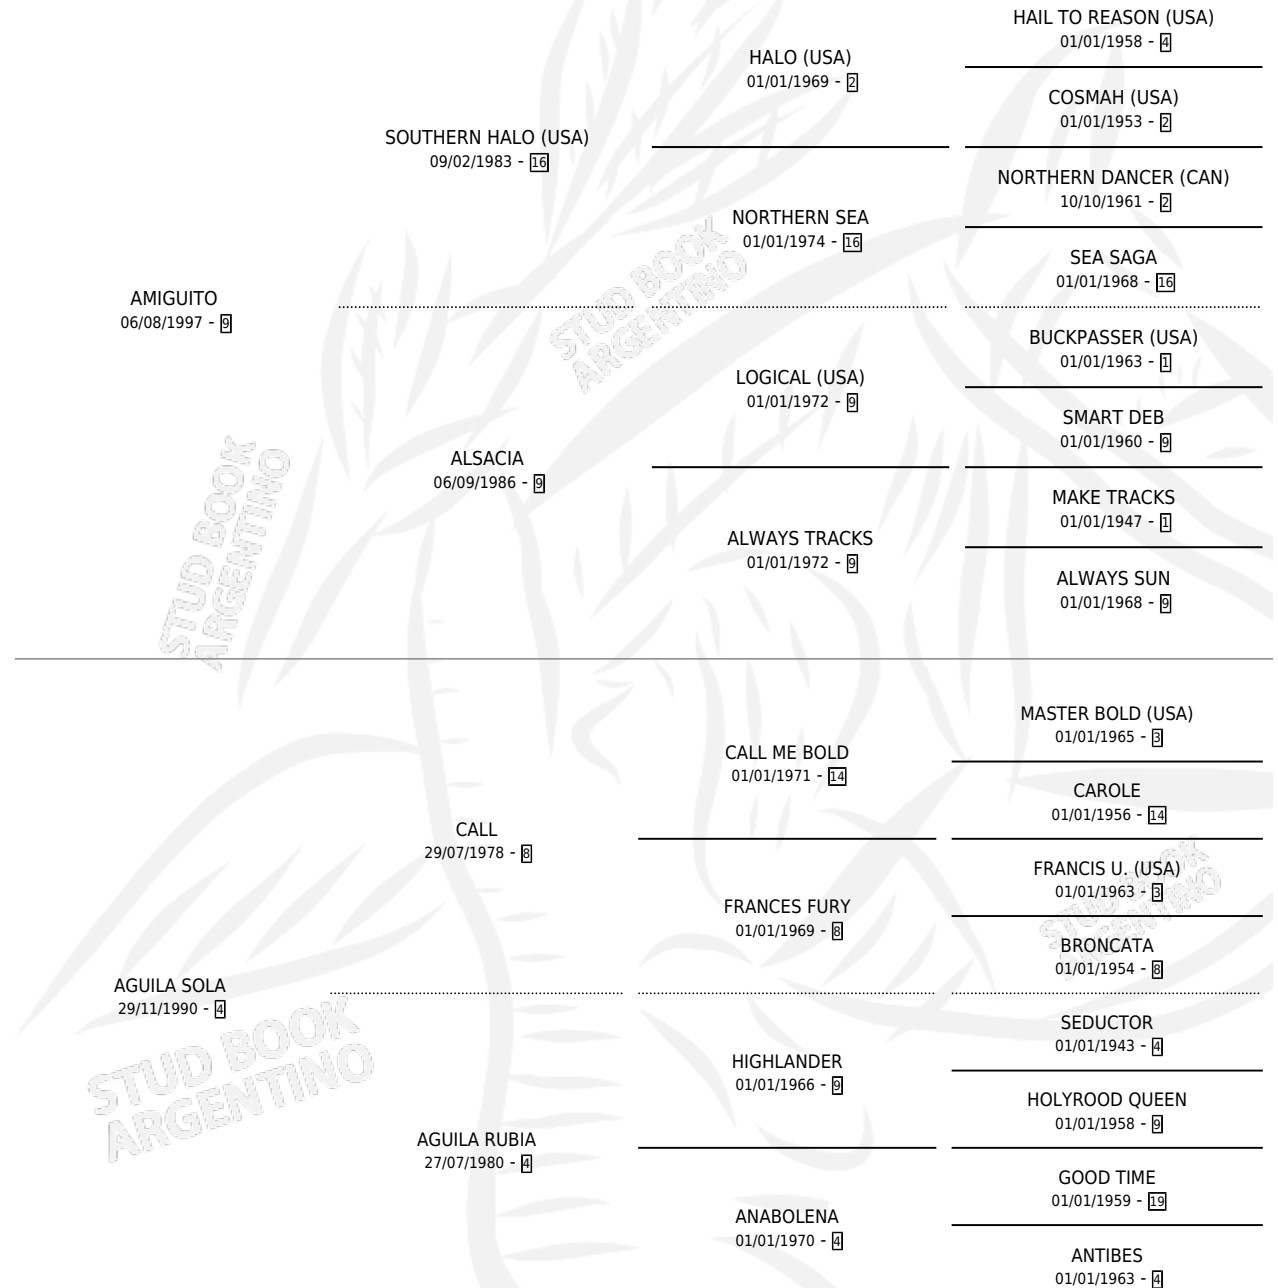 HAIL TO REASON (USA)
01/01/1958 - 4
HALO (USA)
01/01/1969 - 2
COSMAH (USA)
01/01/1953 - 2
SOUTHERN HALO (USA)
09/02/1983 - 16
NORTHERN DANCER (CAN)
10/10/1961 - 2
NORTHERN SEA
01/01/1974 - 16
SEA SAGA
01/01/1968 - 16
STUD BOOK
ARGENTINO
AMIGUITO
06/08/1997 - 9
BUCKPASSER (USA)
01/01/1963 - 1
LOGICAL (USA)
01/01/1972 - 9
SMART DEB
01/01/1960 - 9
ALSACIA
06/09/1986 - 9
MAKE TRACKS
01/01/1947 - 1
ALWAYS TRACKS
01/01/1972 - 9
ALWAYS SUN
01/01/1968 - 9
STUD BOOK
ARGENTINO
MASTER BOLD (USA)
01/01/1965 - 3
CALL ME BOLD
01/01/1971 - 14
CAROLE
01/01/1956 - 14
CALL
29/07/1978 - 8
FRANCIS U. (USA)
01/01/1963 - 3
FRANCES FURY
01/01/1969 - 8
BRONCATA
01/01/1954 - 8
STUD BOOK
ARGENTINO
AGUILA SOLA
29/11/1990 - 4
SEDUCTOR
01/01/1943 - 4
HIGHLANDER
01/01/1966 - 9
HOLYROOD QUEEN
01/01/1958 - 9
STUD BOOK
ARGENTINO
AGUILA RUBIA
27/07/1980 - 4
GOOD TIME
01/01/1959 - 19
ANABOLENA
01/01/1970 - 4
ANTIBES
01/01/1963 - 4